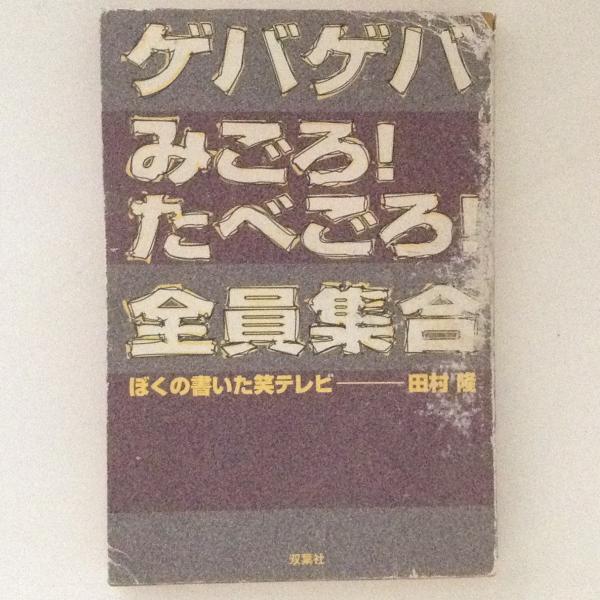 ゲバゲバ
みごろ!
たべごろ!
全員集合
ぼくの書いた笑テレビ――田村 隆
双葉社